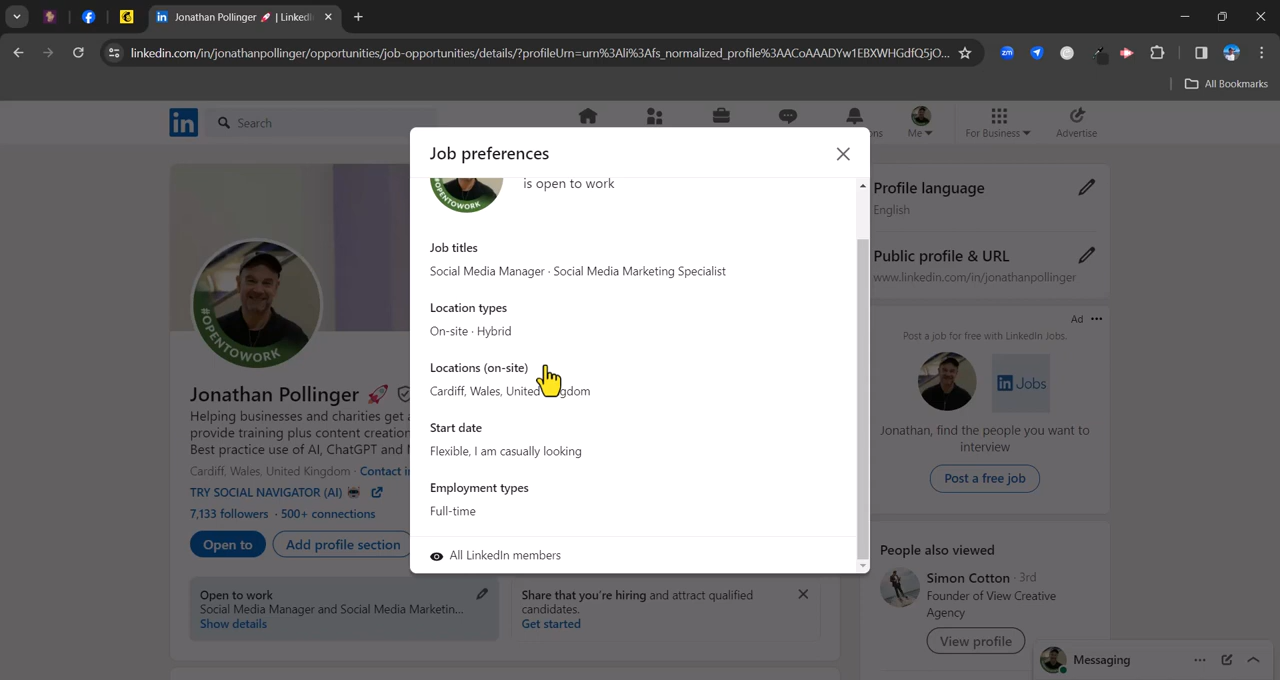 Jonathan Pollinger 🚀 | LinkedIn
linkedin.com/in/jonathanpollinger/opportunities/job-opportunities/details/?profileUrn=urn%3Ali%3Afs_normalized_profile%3AACoAAADYw1EBXWHGdfQ5jO...
All Bookmarks
in
Search
Me
For Business
Advertise
Job preferences
is open to work
#OPENTOWORK
Job titles
Social Media Manager · Social Media Marketing Specialist
Location types
On-site · Hybrid
Locations (on-site)
Cardiff, Wales, United Kingdom
Start date
Flexible, I am casually looking
Employment types
Full-time
All LinkedIn members
#OPENTOWORK
Jonathan Pollinger 🚀
Helping businesses and charities get
provide training plus content creation
Best practice use of AI, ChatGPT and
Cardiff, Wales, United Kingdom · Contact
TRY SOCIAL NAVIGATOR (AI)
7,133 followers · 500+ connections
Open to
Add profile section
Open to work
Social Media Manager and Social Media Marketin...
Show details
Share that you're hiring and attract qualified
candidates.
Get started
Profile language
English
Public profile & URL
www.linkedin.com/in/jonathanpollinger
Ad
Post a job for free with LinkedIn Jobs.
in Jobs
Jonathan, find the people you want to
interview
Post a free job
People also viewed
Simon Cotton · 3rd
Founder of View Creative
Agency
View profile
Messaging